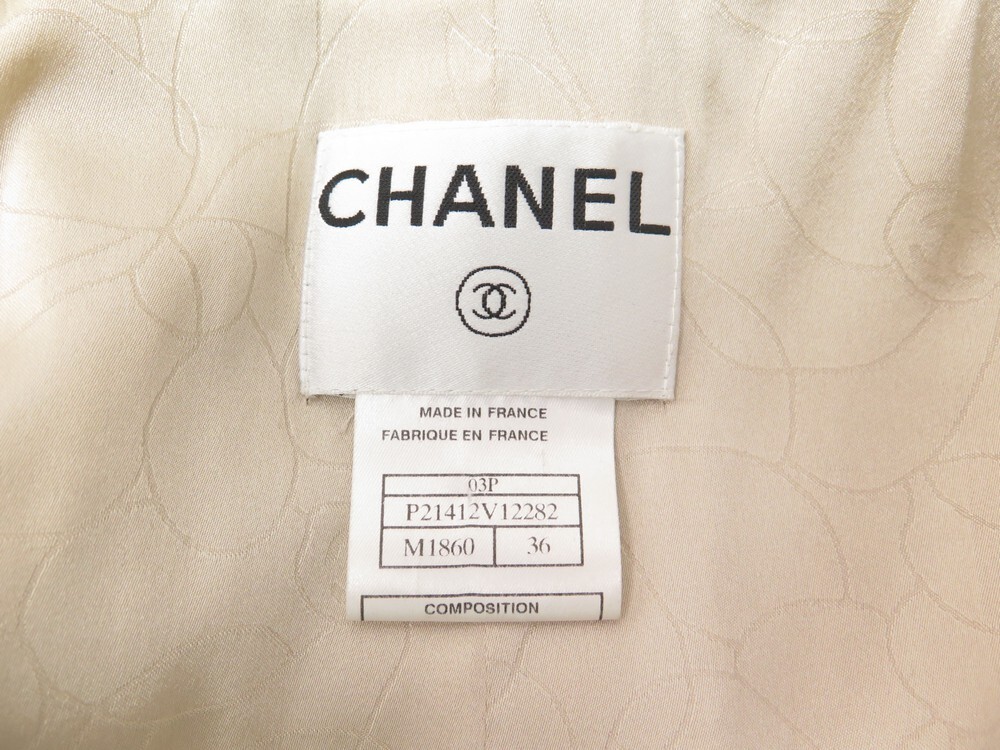 CHANEL
MADE IN FRANCE
FABRIQUE EN FRANCE
03P
P21412V12282
M1860 36
COMPOSITION